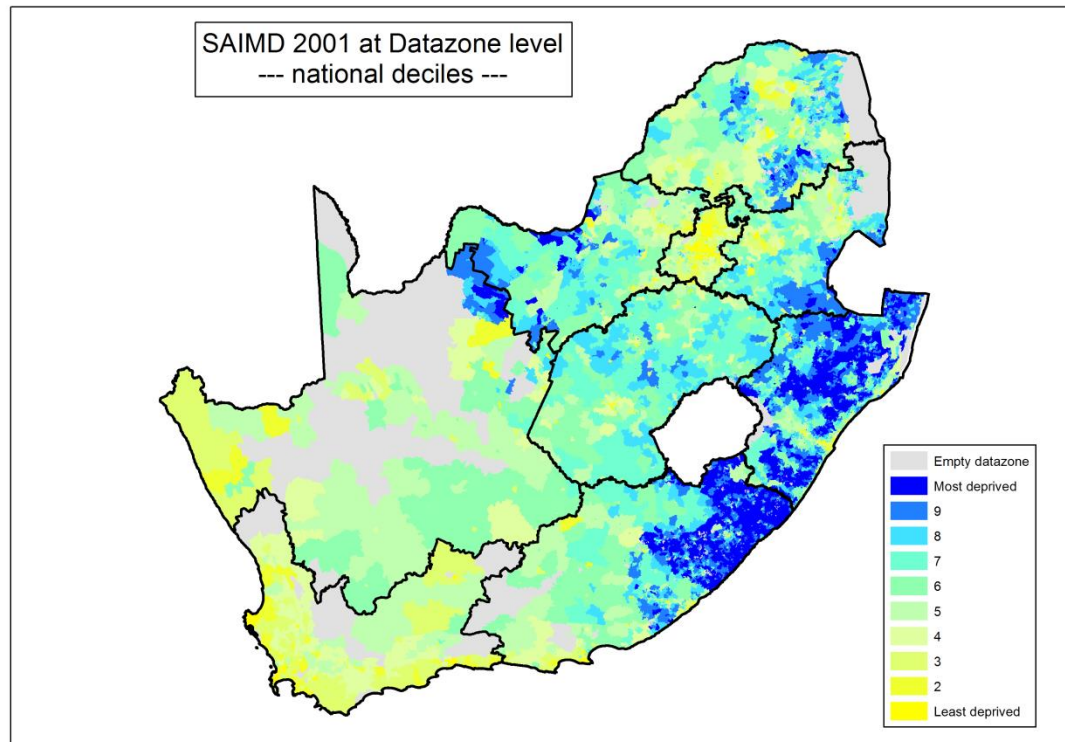 SAIMD 2001 at Datazone level
--- national deciles ---
Empty datazone
Most deprived
9
8
7
6
5
4
3
2
Least deprived